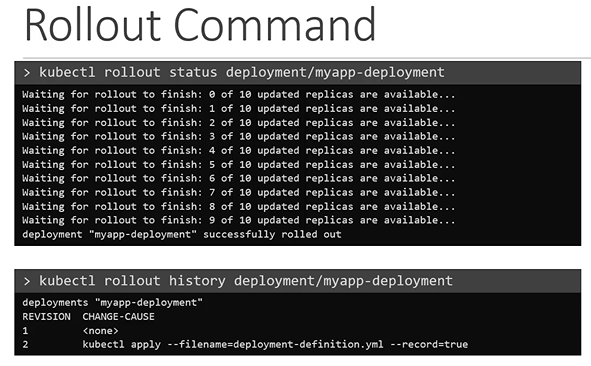 Rollout Command
> kubectl rollout status deployment/myapp-deployment
Waiting for rollout to finish: 0 of 10 updated replicas are available...
Waiting for rollout to finish: 1 of 10 updated replicas are available...
Waiting for rollout to finish: 2 of 10 updated replicas are available...
Waiting for rollout to finish: 3 of 10 updated replicas are available...
Waiting for rollout to finish: 4 of 10 updated replicas are available...
Waiting for rollout to finish: 5 of 10 updated replicas are available...
Waiting for rollout to finish: 6 of 10 updated replicas are available...
Waiting for rollout to finish: 7 of 10 updated replicas are available...
Waiting for rollout to finish: 8 of 10 updated replicas are available...
Waiting for rollout to finish: 9 of 10 updated replicas are available...
deployment "myapp-deployment" successfully rolled out
> kubectl rollout history deployment/myapp-deployment
deployments "myapp-deployment"
REVISION CHANGE-CAUSE
1 <none>
2 kubectl apply --filename=deployment-definition.yml --record=true